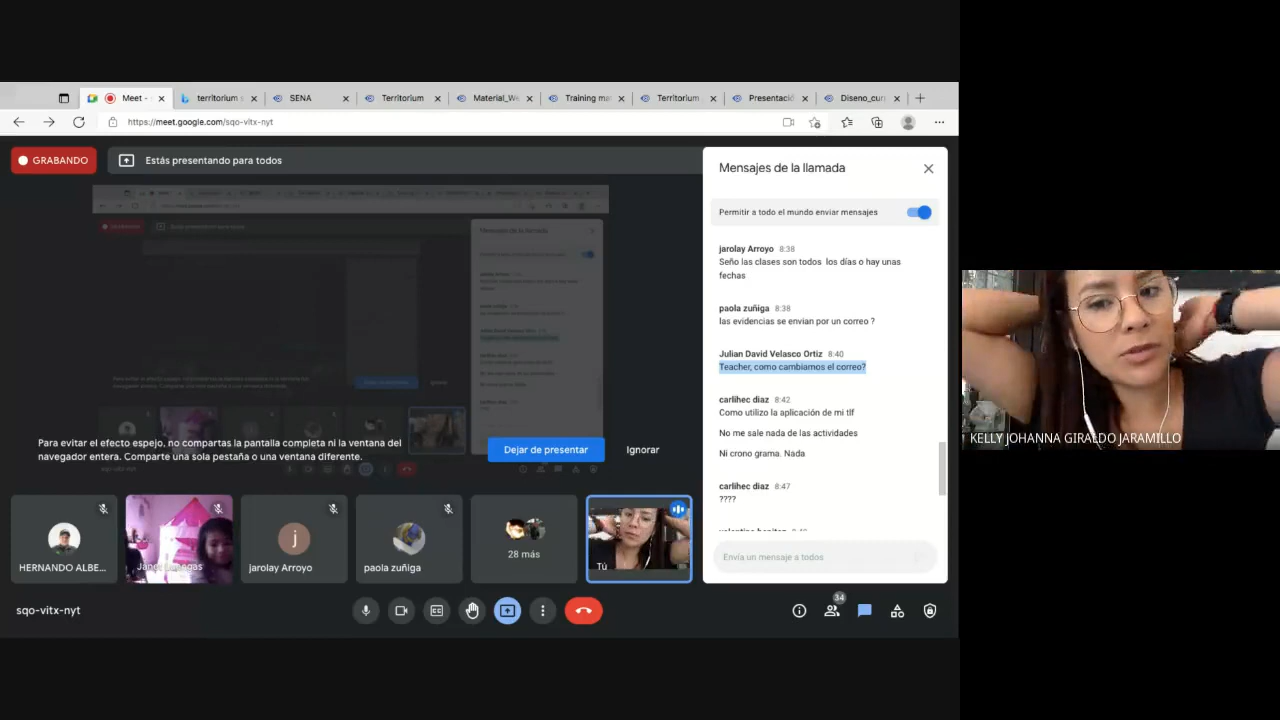 Meet -
territorium s
SENA
Territorium
Material_We
Training ma
Territorium
Presentació
Diseno_curr
https://meet.google.com/sqo-vitx-nyt
GRABANDO
Estás presentando para todos
Mensajes de la llamada
Permitir a todo el mundo enviar mensajes
jarolay Arroyo 8:38
Seño las clases son todos los días o hay unas
fechas
paola zuñiga 8:38
las evidencias se envian por un correo ?
Julian David Velasco Ortiz 8:40
Teacher, como cambiamos el correo?
carlihec diaz 8:42
Como utilizo la aplicación de mi tlf
No me sale nada de las actividades
Ni crono grama. Nada
carlihec diaz 8:47
????
Envía un mensaje a todos
Para evitar el efecto espejo, no compartas la pantalla completa ni la ventana del
navegador entera. Comparte una sola pestaña o una ventana diferente.
Dejar de presentar
Ignorar
HERNANDO ALBE...
jarolay Arroyo
paola zuñiga
28 más
Tú
sqo-vitx-nyt
34
KELLY JOHANNA GIRALDO JARAMILLO